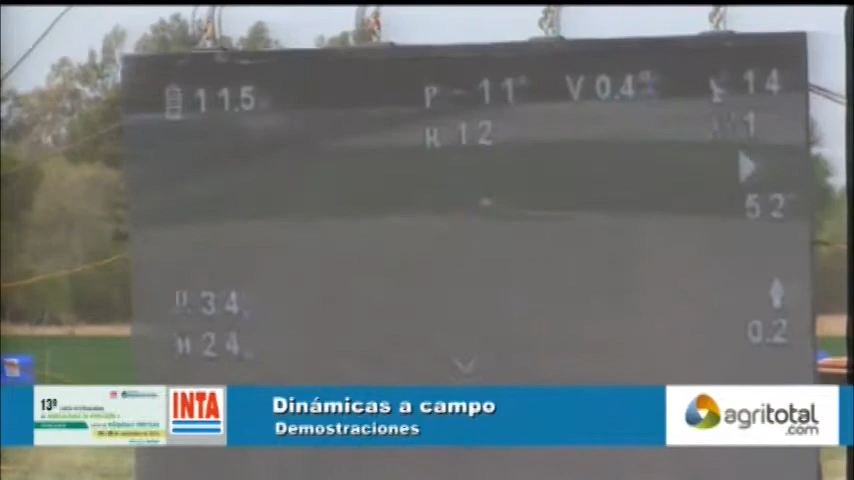 11.5
P -11° V 0.4 14
R 12 1
52
D 34
H 24
0.2
13º
INTA
Dinámicas a campo
Demostraciones
agritotal
.com